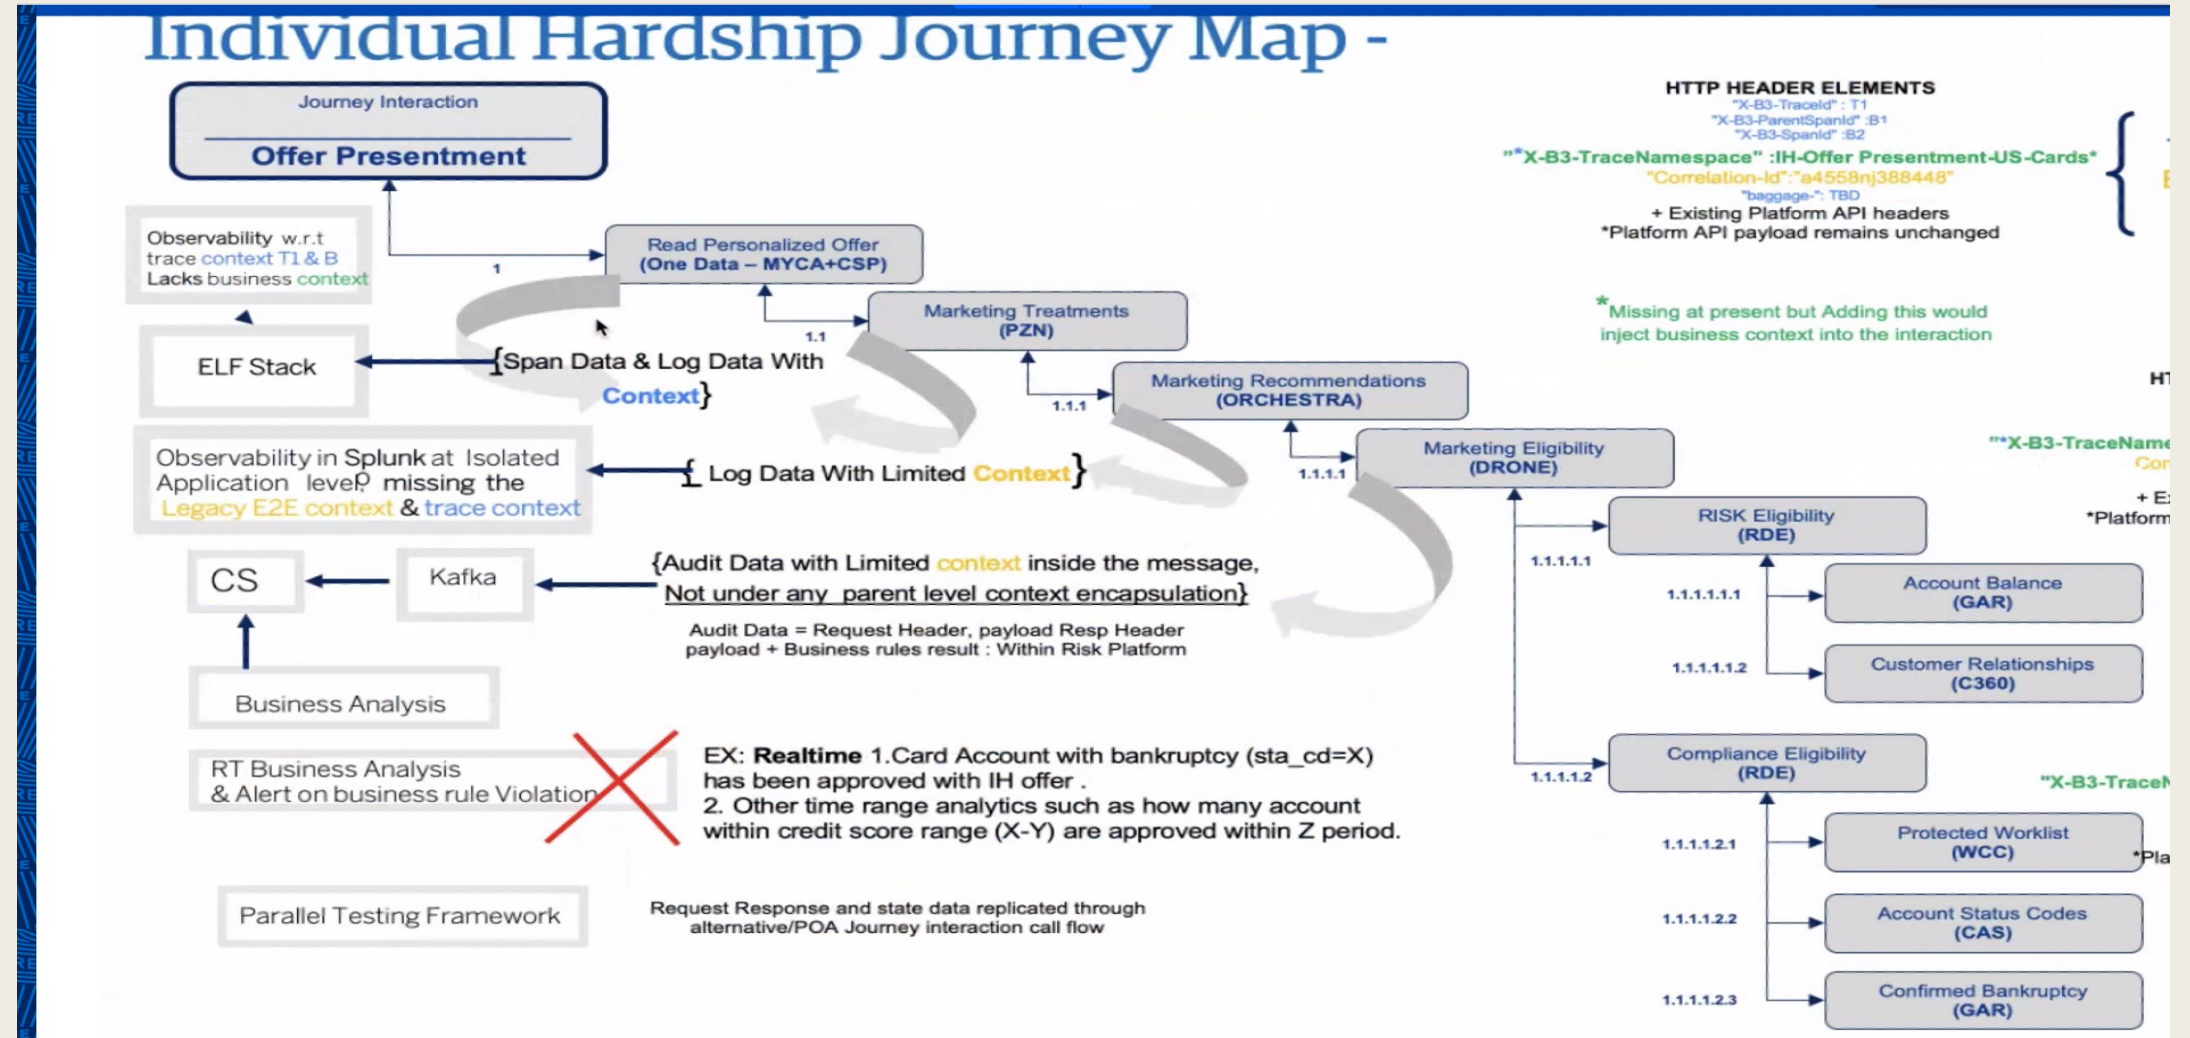 Individual Hardship Journey Map -
Journey Interaction
Offer Presentment
HTTP HEADER ELEMENTS
"X-B3-TraceId" : T1
"X-B3-ParentSpanId" :B1
"X-B3-SpanId" :B2
"*X-B3-TraceNamespace" :IH-Offer Presentment-US-Cards*
"Correlation-Id":"a4558nj388448"
"baggage-": TBD
+ Existing Platform API headers
*Platform API payload remains unchanged
*Missing at present but Adding this would
inject business context into the interaction
Observability w.r.t
trace context T1 & B
Lacks business context
1
Read Personalized Offer
(One Data – MYCA+CSP)
1.1
Marketing Treatments
(PZN)
ELF Stack
{Span Data & Log Data With
Context}
1.1.1
Marketing Recommendations
(ORCHESTRA)
HT
1.1.1.1
Marketing Eligibility
(DRONE)
"*X-B3-TraceName
Cor
+ E
*Platform
Observability in Splunk at Isolated
Application level, missing the
Legacy E2E context & trace context
{ Log Data With Limited Context}
1.1.1.1.1
RISK Eligibility
(RDE)
CS
Kafka
{Audit Data with Limited context inside the message,
Not under any parent level context encapsulation}
Audit Data = Request Header, payload Resp Header
payload + Business rules result : Within Risk Platform
1.1.1.1.1.1
Account Balance
(GAR)
1.1.1.1.1.2
Customer Relationships
(C360)
Business Analysis
RT Business Analysis
& Alert on business rule Violation
EX: Realtime 1.Card Account with bankruptcy (sta_cd=X)
has been approved with IH offer .
2. Other time range analytics such as how many account
within credit score range (X-Y) are approved within Z period.
1.1.1.1.2
Compliance Eligibility
(RDE)
"X-B3-TraceN
1.1.1.1.2.1
Protected Worklist
(WCC)
*Pla
Parallel Testing Framework
Request Response and state data replicated through
alternative/POA Journey interaction call flow
1.1.1.1.2.2
Account Status Codes
(CAS)
1.1.1.1.2.3
Confirmed Bankruptcy
(GAR)